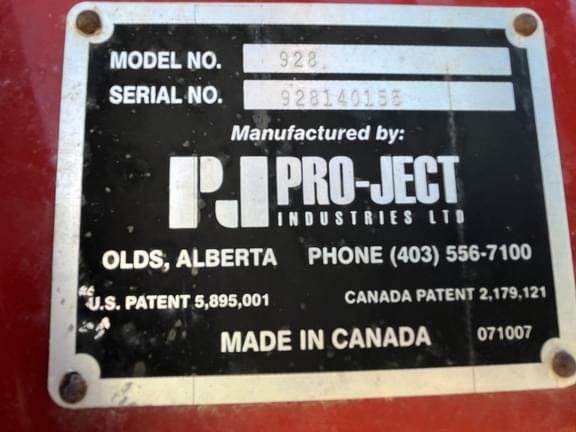 MODEL NO. 928
SERIAL NO. 928140155
Manufactured by:
PJ PRO-JECT
INDUSTRIES LTD
OLDS, ALBERTA PHONE (403) 556-7100
U.S. PATENT 5,895,001 CANADA PATENT 2,179,121
MADE IN CANADA 071007